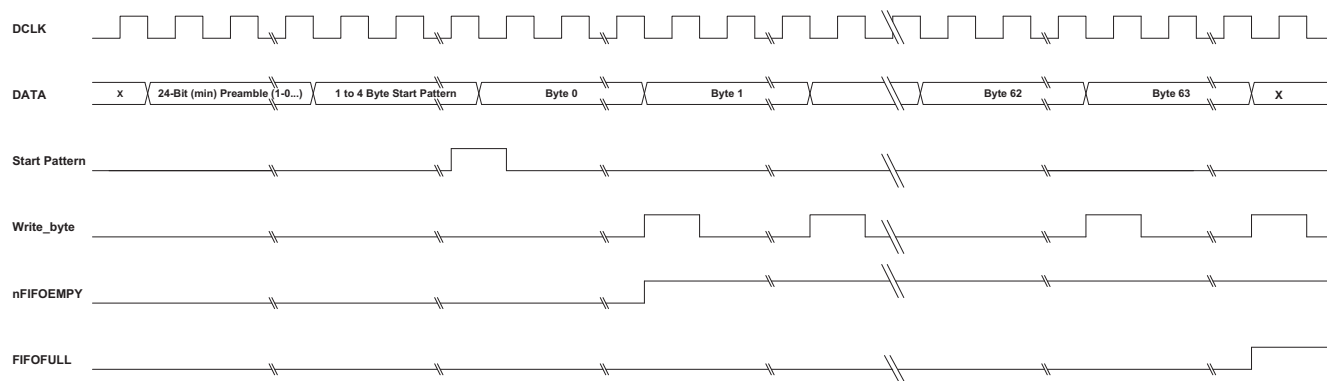 DCLK
DATA
X 24-Bit (min) Preamble (1-0...) 1 to 4 Byte Start Pattern Byte 0 Byte 1 Byte 62 Byte 63 X
Start Pattern
Write_byte
nFIFOEMPY
FIFOFULL